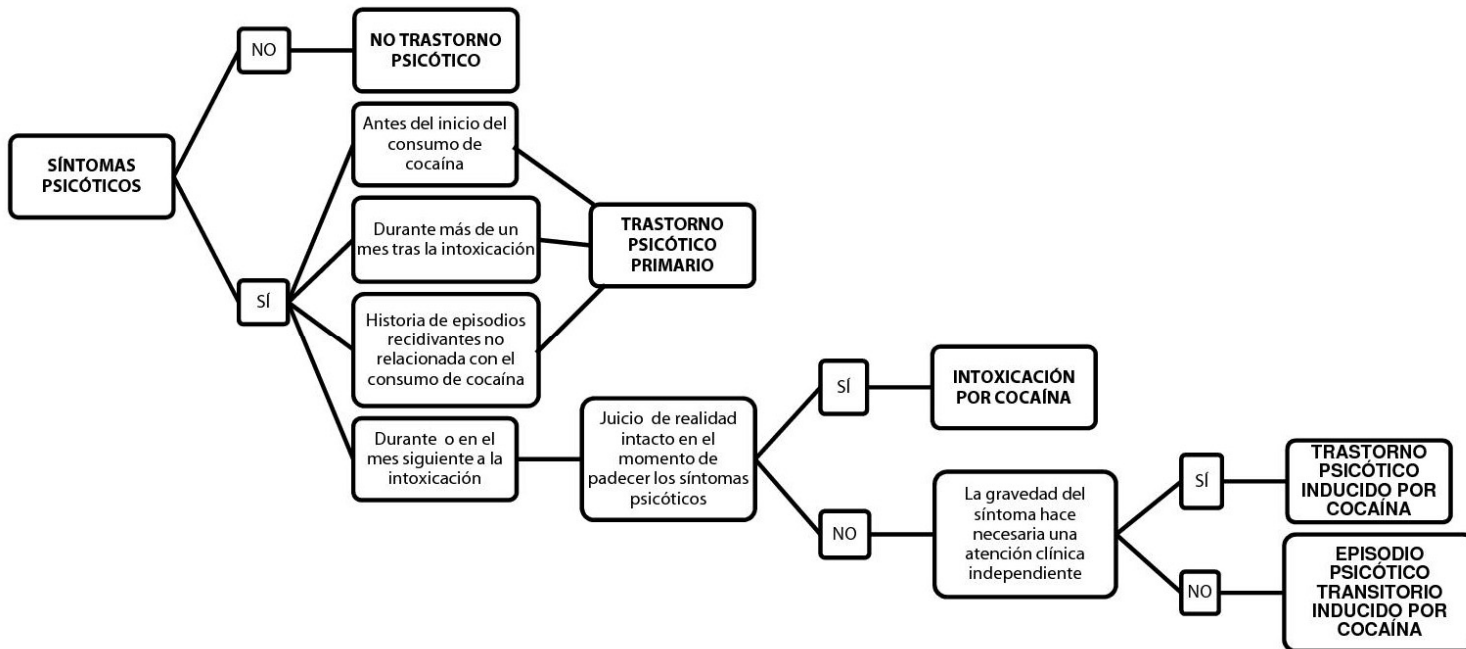 SÍNTOMAS
PSICÓTICOS
NO
NO TRASTORNO
PSICÓTICO
SÍ
Antes del inicio del
consumo de
cocaína
Durante más de un
mes tras la intoxicación
Historia de episodios
recidivantes no
relacionada con el
consumo de cocaína
TRASTORNO
PSICÓTICO
PRIMARIO
Durante o en el
mes siguiente a la
intoxicación
Juicio de realidad
intacto en el
momento de
padecer los síntomas
psicóticos
SÍ
INTOXICACIÓN
POR COCAÍNA
NO
La gravedad del
síntoma hace
necesaria una
atención clínica
independiente
SÍ
TRASTORNO
PSICÓTICO
INDUCIDO POR
COCAÍNA
NO
EPISODIO
PSICÓTICO
TRANSITORIO
INDUCIDO POR
COCAÍNA